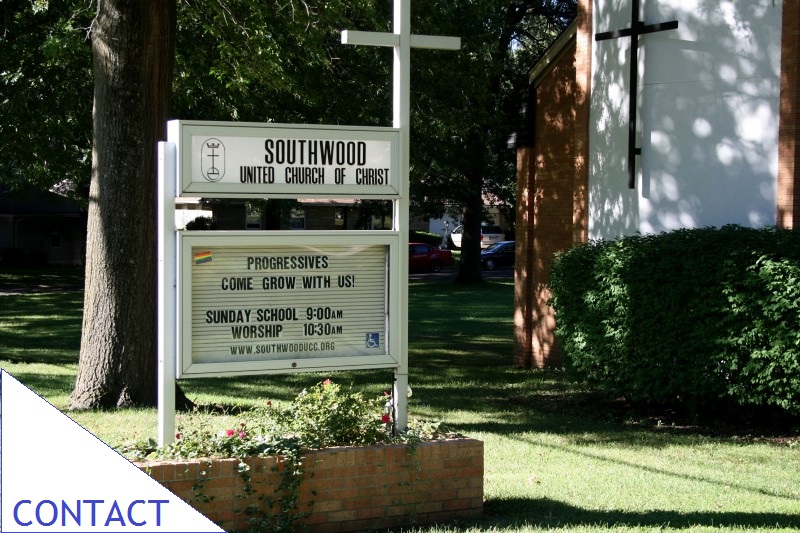 SOUTHWOOD
UNITED CHURCH OF CHRIST
PROGRESSIVES
COME GROW WITH US!
SUNDAY SCHOOL 9:00AM
WORSHIP 10:30AM
WWW.SOUTHWOODUCC.ORG
CONTACT